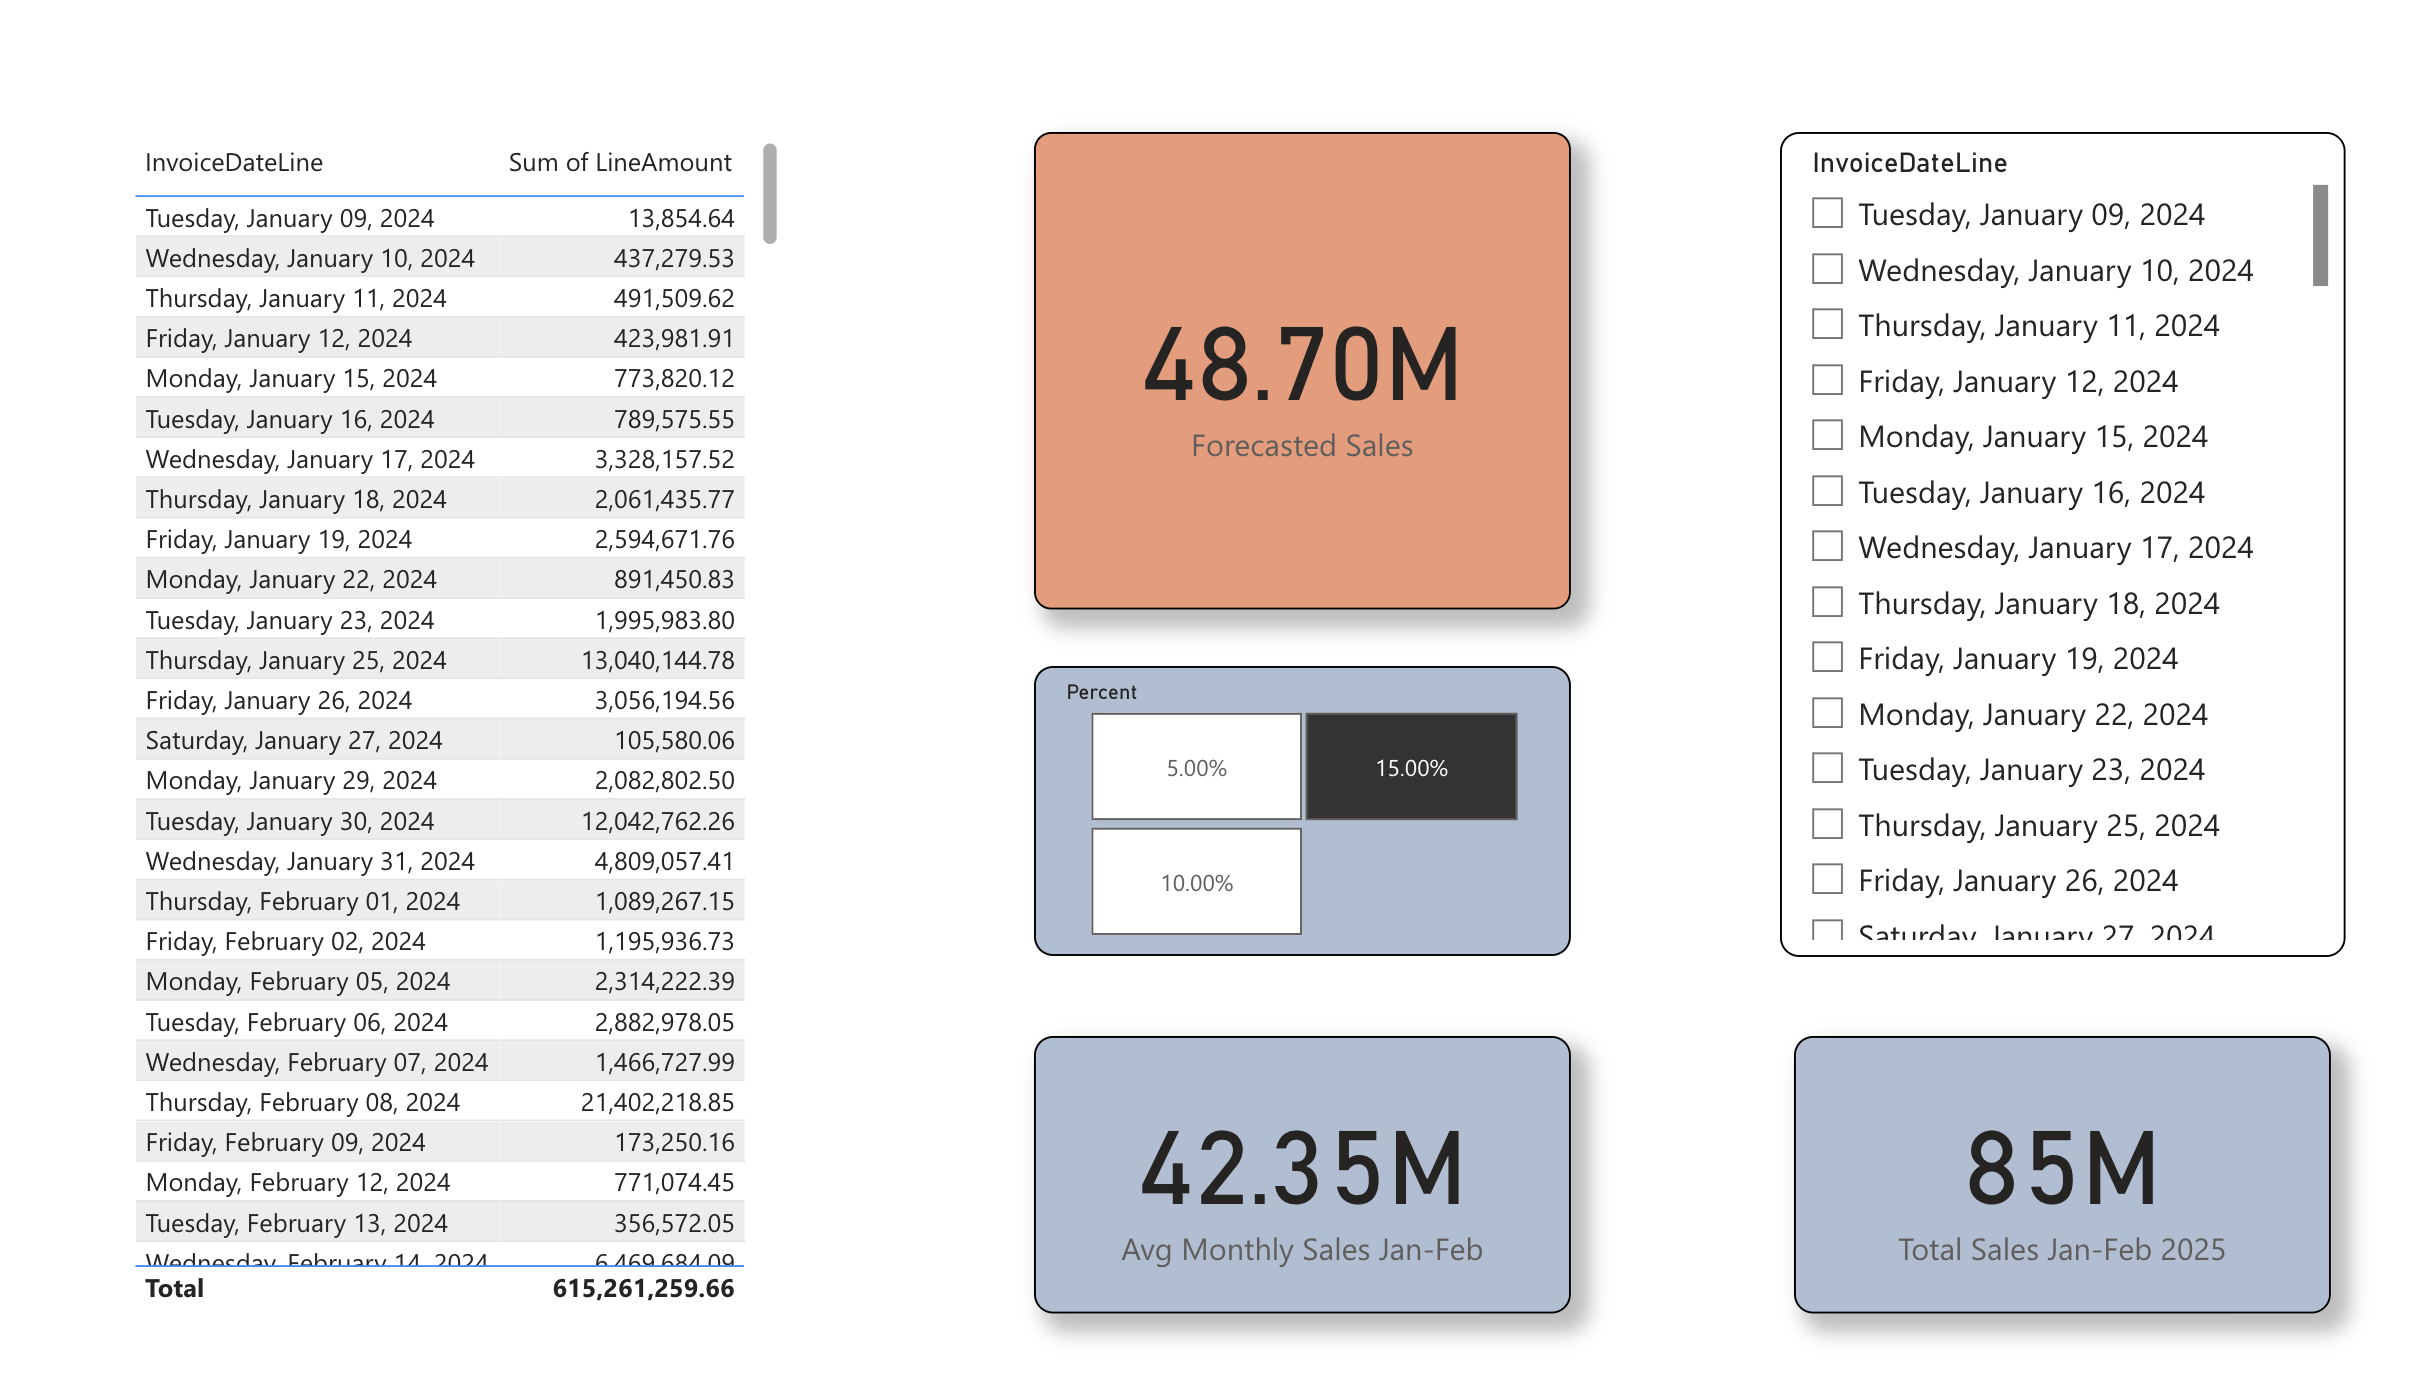 InvoiceDateLine Sum of LineAmount
Tuesday, January 09, 2024 13,854.64
Wednesday, January 10, 2024 437,279.53
Thursday, January 11, 2024 491,509.62
Friday, January 12, 2024 423,981.91
Monday, January 15, 2024 773,820.12
Tuesday, January 16, 2024 789,575.55
Wednesday, January 17, 2024 3,328,157.52
Thursday, January 18, 2024 2,061,435.77
Friday, January 19, 2024 2,594,671.76
Monday, January 22, 2024 891,450.83
Tuesday, January 23, 2024 1,995,983.80
Thursday, January 25, 2024 13,040,144.78
Friday, January 26, 2024 3,056,194.56
Saturday, January 27, 2024 105,580.06
Monday, January 29, 2024 2,082,802.50
Tuesday, January 30, 2024 12,042,762.26
Wednesday, January 31, 2024 4,809,057.41
Thursday, February 01, 2024 1,089,267.15
Friday, February 02, 2024 1,195,936.73
Monday, February 05, 2024 2,314,222.39
Tuesday, February 06, 2024 2,882,978.05
Wednesday, February 07, 2024 1,466,727.99
Thursday, February 08, 2024 21,402,218.85
Friday, February 09, 2024 173,250.16
Monday, February 12, 2024 771,074.45
Tuesday, February 13, 2024 356,572.05
Wednesday, February 14, 2024 6,469,684.09
Total 615,261,259.66
48.70M
Forecasted Sales
Percent
5.00% 15.00%
10.00%
42.35M
Avg Monthly Sales Jan-Feb
InvoiceDateLine
Tuesday, January 09, 2024
Wednesday, January 10, 2024
Thursday, January 11, 2024
Friday, January 12, 2024
Monday, January 15, 2024
Tuesday, January 16, 2024
Wednesday, January 17, 2024
Thursday, January 18, 2024
Friday, January 19, 2024
Monday, January 22, 2024
Tuesday, January 23, 2024
Thursday, January 25, 2024
Friday, January 26, 2024
Saturday, January 27, 2024
85M
Total Sales Jan-Feb 2025